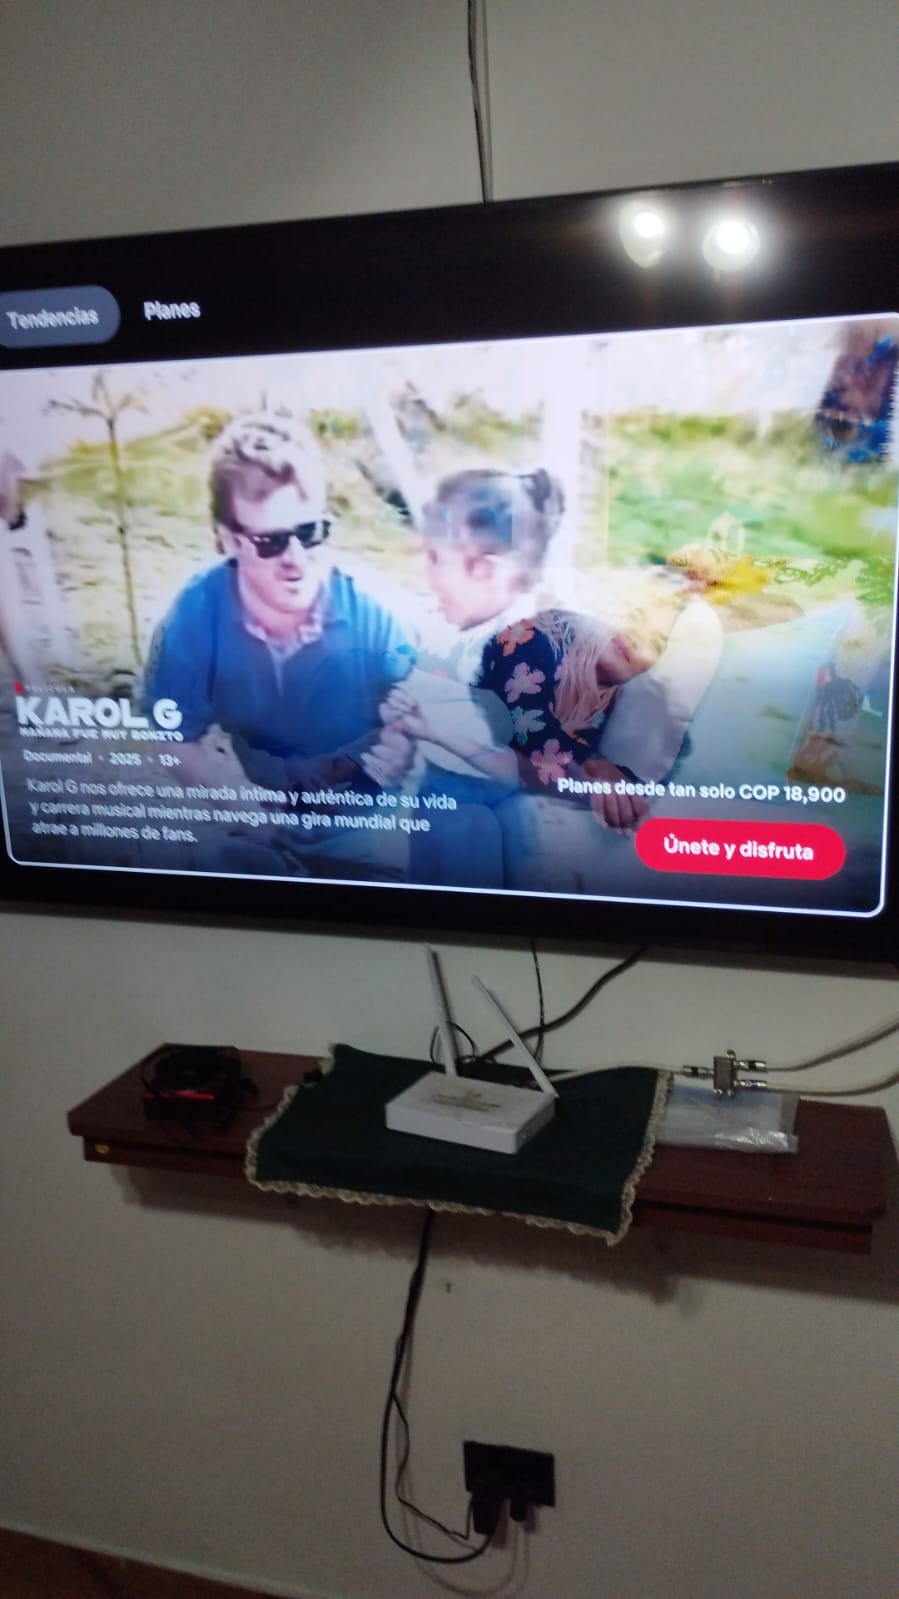 Tendencias
Planes
PELÍCULA
KAROL G
MAÑANA FUE MUY BONITO
Documental • 2025 • 13+
Karol G nos ofrece una mirada íntima y auténtica de su vida
y carrera musical mientras navega una gira mundial que
atrae a millones de fans.
Planes desde tan solo COP 18,900
Únete y disfruta